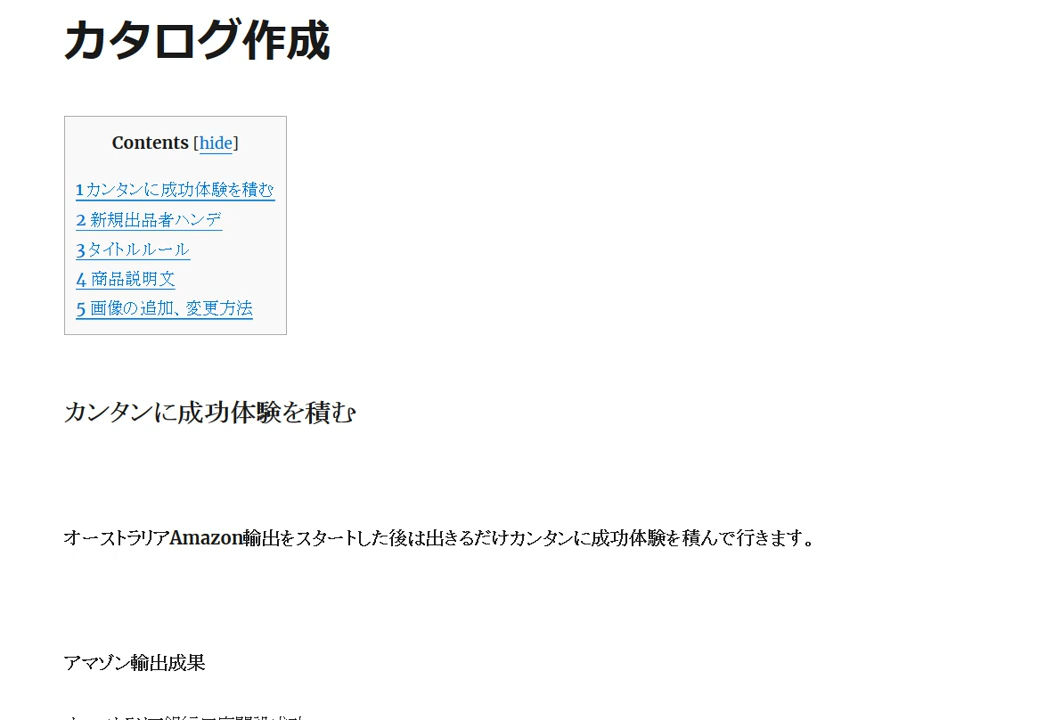 カタログ作成
Contents [hide]
1 カンタンに成功体験を積む
2 新規出品者ハンデ
3 タイトルルール
4 商品説明文
5 画像の追加、変更方法
カンタンに成功体験を積む
オーストラリアAmazon輸出をスタートした後は出きるだけカンタンに成功体験を積んで行きます。
アマゾン輸出成果